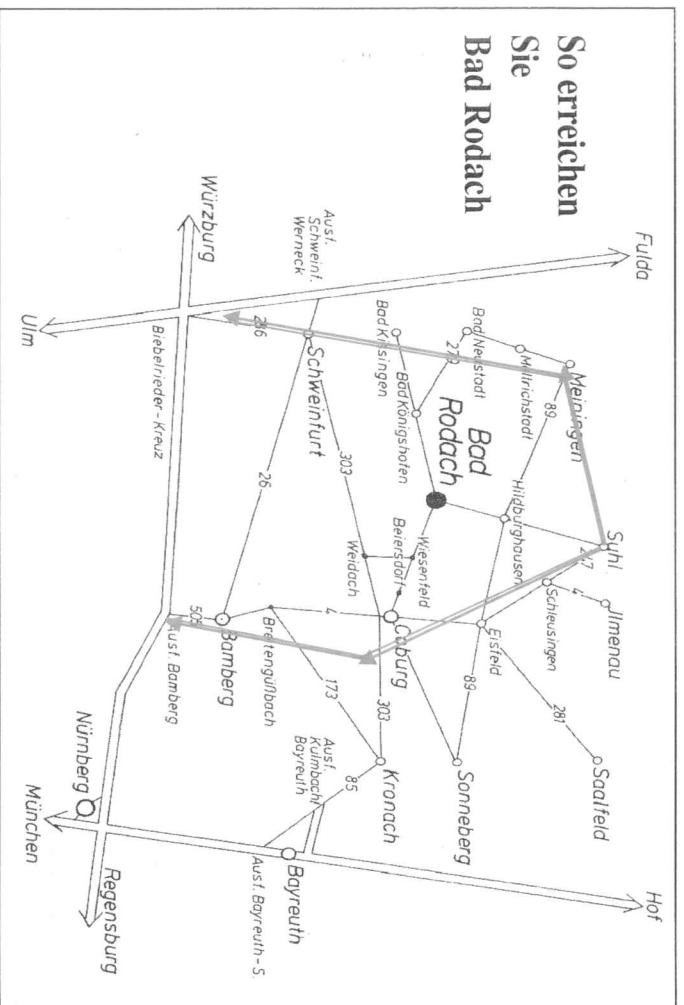 So erreichen
Sie
Bad Rodach
Fulda
Suhl
Ilmenau
Saalfeld
Hof
Meiningen
Mellrichstadt
Bad Neustadt
279
89
Hildburghausen
247
4
Schleusingen
281
Eisfeld
89
Bad Kissingen
Bad Königshofen
Bad
Rodach
Wiesenfeld
Beiersdorf
Coburg
Sonneberg
Ausf.
Schweinf.
Werneck
Schweinfurt
303
Weidach
4
303
Kronach
26
Breitengüßbach
173
85
Ausf.
Kulmbach/
Bayreuth
Bayreuth
Ausf. Bayreuth-S.
Bamberg
505
Ausf. Bamberg
Würzburg
Ulm
Biebelrieder-Kreuz
Nürnberg
München
Regensburg